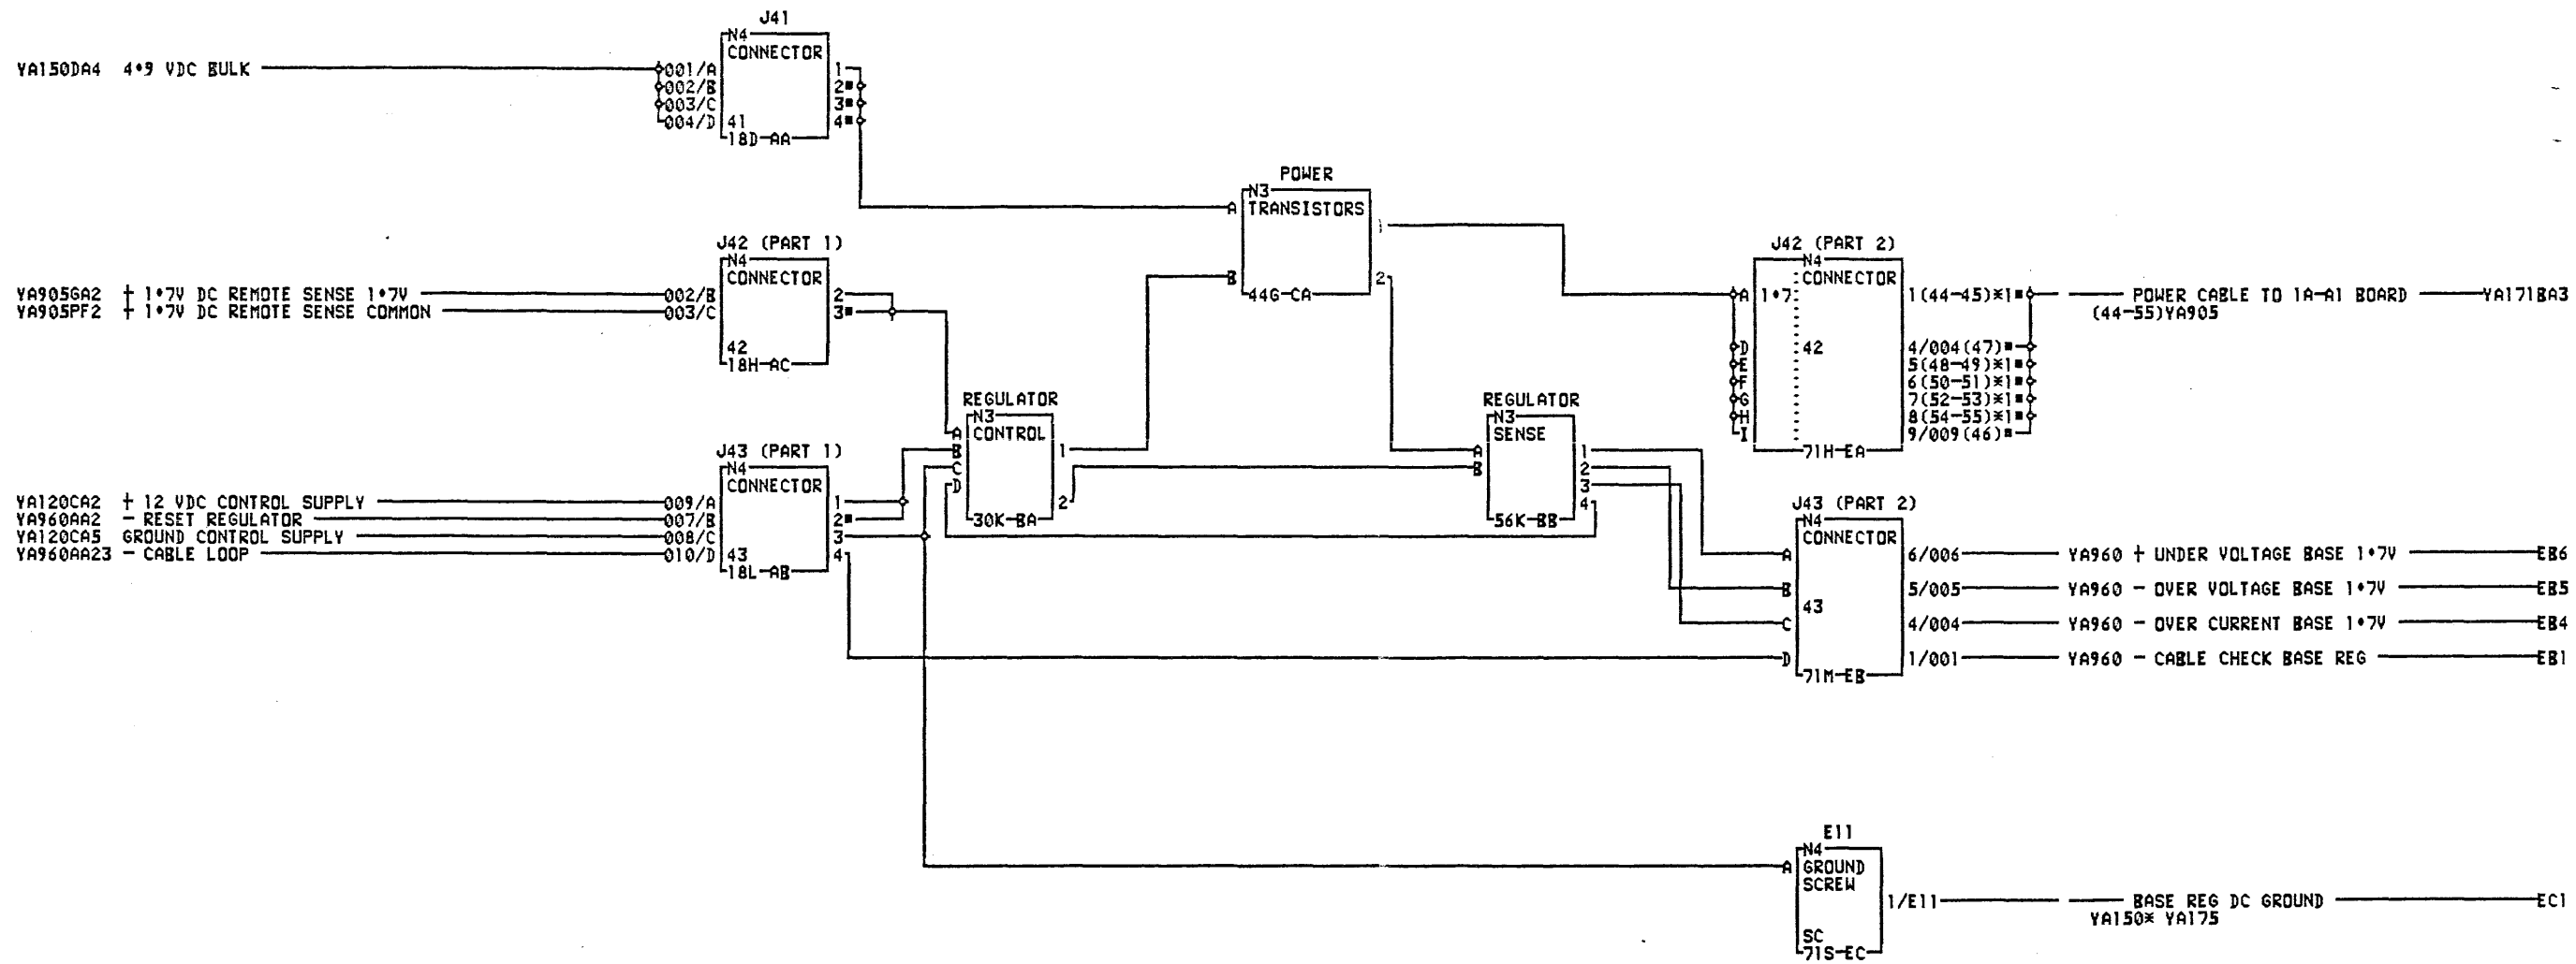 J41
N4
CONNECTOR
YA150DA4 4•9 VDC BULK
001/A
002/B
003/C
004/D
1
2■
3■
4■
41
18D-AA
POWER
N3
TRANSISTORS
A
B
1
2
44G-CA
J42 (PART 1)
N4
CONNECTOR
YA905GA2 + 1•7V DC REMOTE SENSE 1•7V
YA905PF2 + 1•7V DC REMOTE SENSE COMMON
002/B
003/C
2
3■
42
18H-AC
J42 (PART 2)
N4
CONNECTOR
A
D
E
F
G
H
I
1•7
42
1(44-45)*1■
4/004(47)■
5(48-49)*1■
6(50-51)*1■
7(52-53)*1■
8(54-55)*1■
9/009(46)■
71H-EA
POWER CABLE TO 1A-A1 BOARD
YA171BA3
(44-55)YA905
REGULATOR
N3
CONTROL
A
B
C
D
1
2
30K-BA
REGULATOR
N3
SENSE
A
B
1
2
3
4
56K-BB
J43 (PART 1)
N4
CONNECTOR
YA120CA2 + 12 VDC CONTROL SUPPLY
YA960AA2 - RESET REGULATOR
YA120CA5 GROUND CONTROL SUPPLY
YA960AA23 - CABLE LOOP
009/A
007/B
008/C
010/D
1
2■
3
4
43
18L-AB
J43 (PART 2)
N4
CONNECTOR
A
B
C
D
43
71M-EB
6/006 YA960 + UNDER VOLTAGE BASE 1•7V EB6
5/005 YA960 - OVER VOLTAGE BASE 1•7V EB5
4/004 YA960 - OVER CURRENT BASE 1•7V EB4
1/001 YA960 - CABLE CHECK BASE REG EB1
E11
N4
A
GROUND
SCREW
SC
71S-EC
1/E11 BASE REG DC GROUND EC1
YA150* YA175